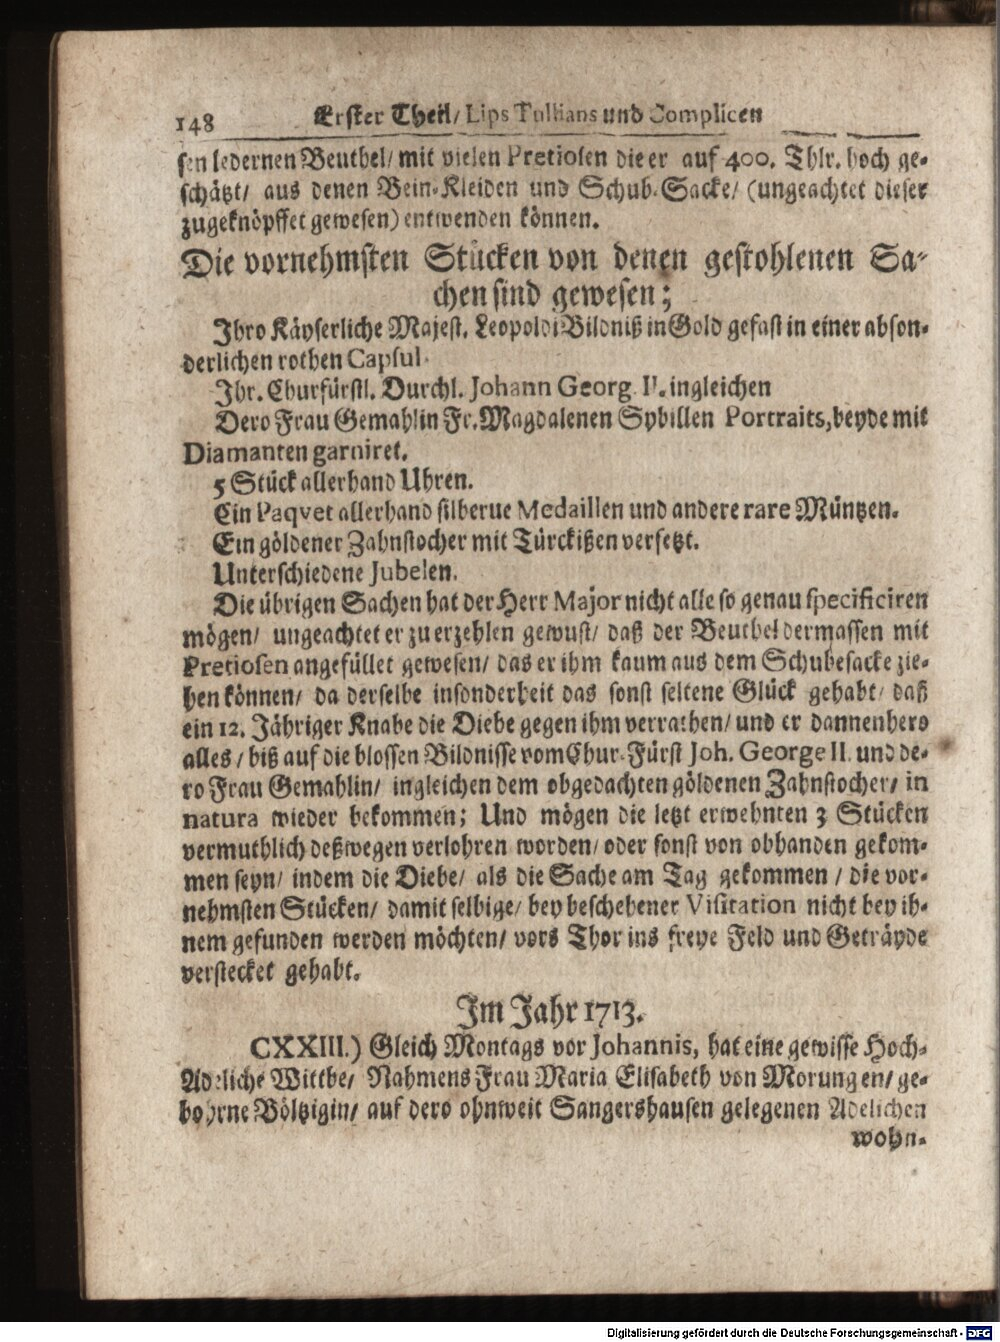 148 Erster Theil/ Lips Tullians und Complicen
sen ledernen Beuthel/ mit vielen Pretiosen die er auf 400. Thlr. hoch ge-
schätzt/ aus denen Bein-Kleiden und Schub-Sacke/ (ungeachtet dieser
zugeknöpffet gewesen) entwenden können.
Die vornehmsten Stücken von denen gestohlenen Sa-
chen sind gewesen;
Ihro Käyserliche Majest. Leopoldi Bildniß in Gold gefast in einer abson-
derlichen rothen Capsul.
Ihr. Churfürstl. Durchl. Johann Georg. II. ingleichen
Dero Frau Gemahlin Fr. Magdalenen Sybillen Portraits, beyde mit
Diamanten garniret.
5 Stück allerhand Uhren.
Ein Paqvet allerhand silberne Medaillen und andere rare Müntzen.
Ein göldener Zahnstocher mit Türckißen versetzt.
Unterschiedene Jubelen.
Die übrigen Sachen hat der Herr Major nicht alle so genau specificiren
mögen/ ungeachtet er zu erzehlen gewust/ daß der Beuthel dermassen mit
Pretiosen angefüllet gewesen/ das er ihm kaum aus dem Schubesacke zie-
hen können/ da derselbe insonderheit das sonst seltene Glück gehabt/ daß
ein 12. Jähriger Knabe die Diebe gegen ihm verrathen/ und er dannenhero
alles/ biß auf die blossen Bildnisse vom Chur-Fürst Joh. George II. und de-
ro Frau Gemahlin/ ingleichen dem obgedachten göldenen Zahnstocher/ in
natura wieder bekommen; Und mögen die letzt erwehnten 3 Stücken
vermuthlich deßwegen verlohren worden/ oder sonst von obhanden gekom-
men seyn/ indem die Diebe/ als die Sache am Tag gekommen/ die vor-
nehmsten Stücken/ damit selbige/ bey beschehener Visitation nicht bey ih-
nem gefunden werden möchten/ vors Thor ins freye Feld und Geträyde
verstecket gehabt.
Im Jahr 1713.
CXXIII.) Gleich Montags vor Johannis, hat eine gewisse Hoch-
Adeliche Wittbe/ Nahmens Frau Maria Elisabeth von Morungen/ ge-
bohrne Böltzigin/ auf dero ohnweit Sangershausen gelegenen Adelichen
wohn-
Digitalisierung gefördert durch die Deutsche Forschungsgemeinschaft - DFG